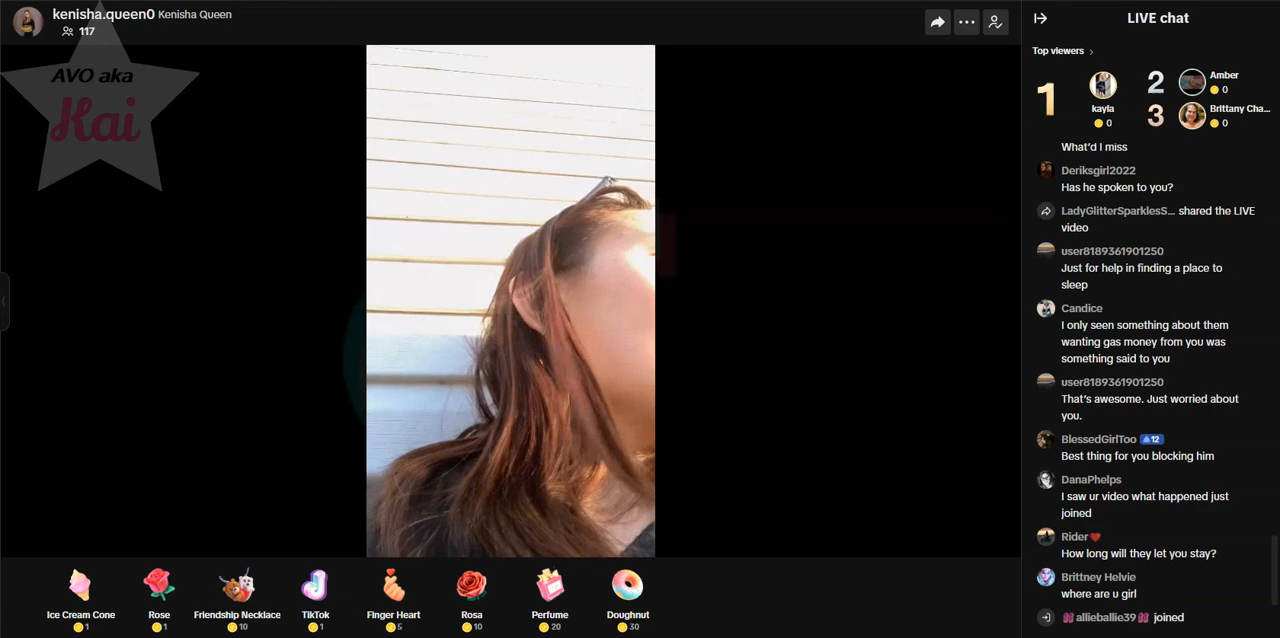 kenisha.queen0 Kenisha Queen
117
AVO aka
Kai
LIVE chat
Top viewers
1
kayla
0
2
Amber
0
3
Brittany Cha...
0
What'd I miss
Deriksgirl2022
Has he spoken to you?
LadyGlitterSparklesS... shared the LIVE
video
user8189361901250
Just for help in finding a place to
sleep
Candice
I only seen something about them
wanting gas money from you was
something said to you
user8189361901250
That's awesome. Just worried about
you.
BlessedGirlToo 12
Best thing for you blocking him
DanaPhelps
I saw ur video what happened just
joined
Rider❤️
How long will they let you stay?
Brittney Helvie
where are u girl
allieballie39 joined
Ice Cream Cone
1
Rose
1
Friendship Necklace
10
TikTok
1
Finger Heart
5
Rosa
10
Perfume
20
Doughnut
30